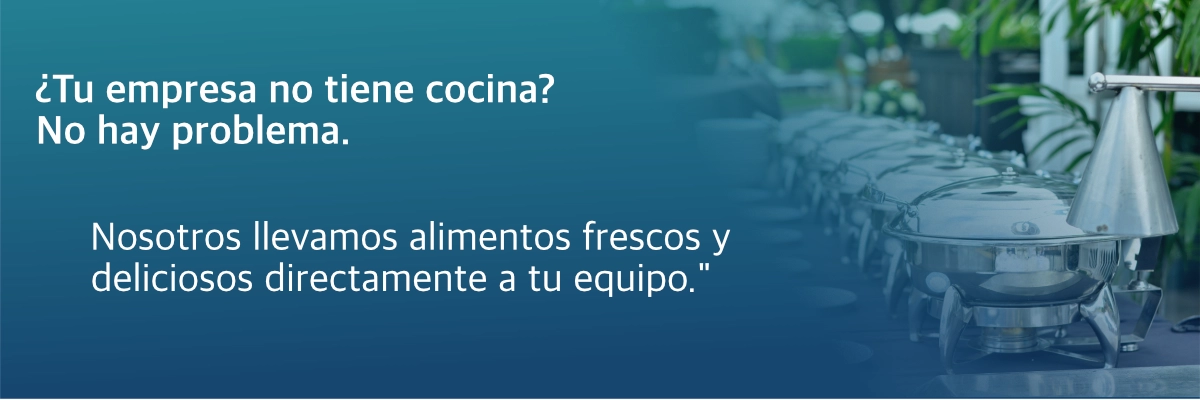 ¿Tu empresa no tiene cocina?
No hay problema.
Nosotros llevamos alimentos frescos y
deliciosos directamente a tu equipo."